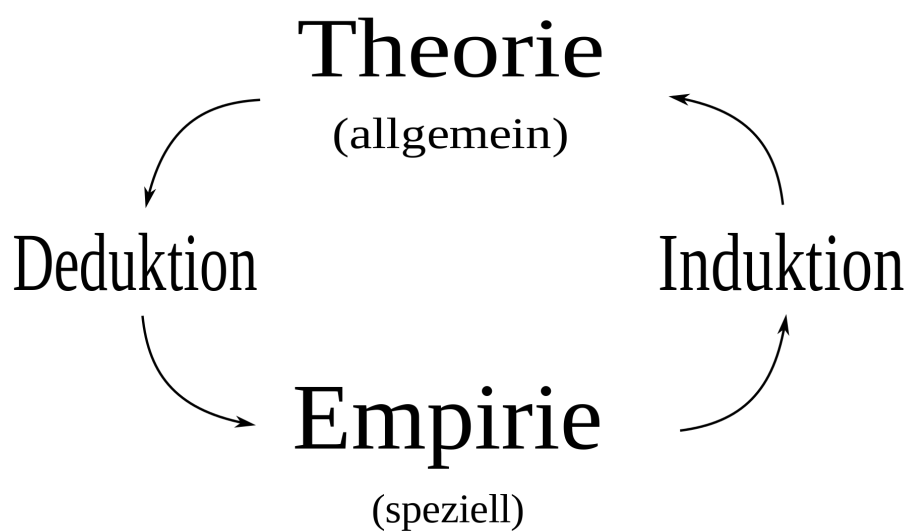 Theorie
(allgemein)
Deduktion
Induktion
Empirie
(speziell)